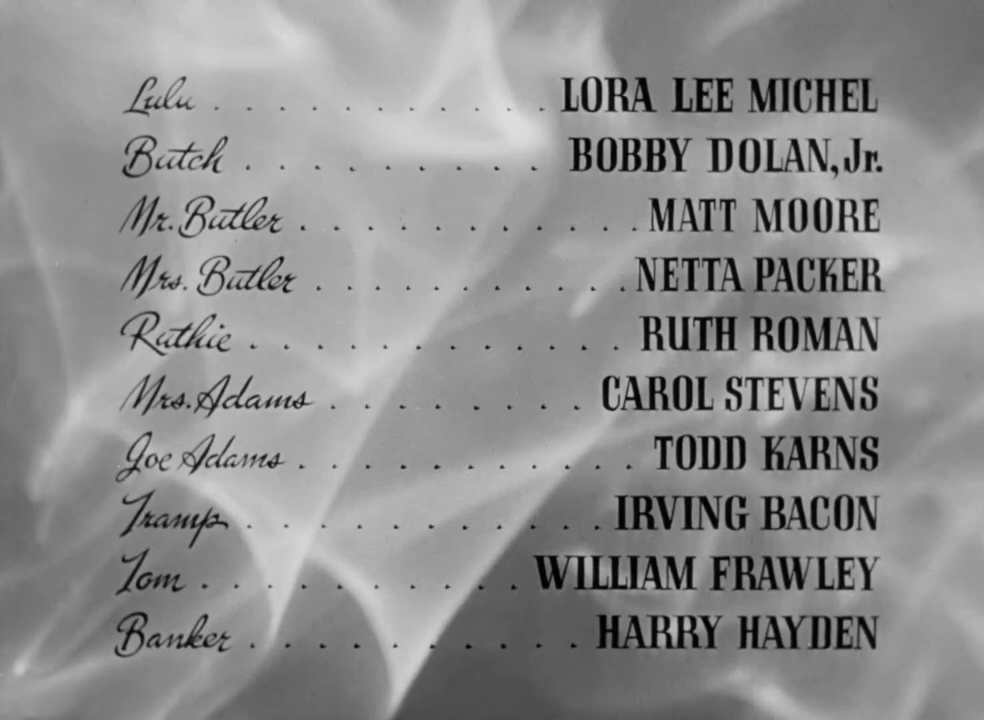 Lulu . . . . . . . . . . . LORA LEE MICHEL
Butch . . . . . . . . . BOBBY DOLAN, Jr.
Mr. Butler . . . . . . . . . . . MATT MOORE
Mrs. Butler . . . . . . . . . . . NETTA PACKER
Ruthie . . . . . . . . . . . . RUTH ROMAN
Mrs. Adams . . . . . . . . CAROL STEVENS
Joe Adams . . . . . . . . . . . TODD KARNS
Tramp . . . . . . . . . . . . IRVING BACON
Tom . . . . . . . . . . . WILLIAM FRAWLEY
Banker . . . . . . . . . . . HARRY HAYDEN